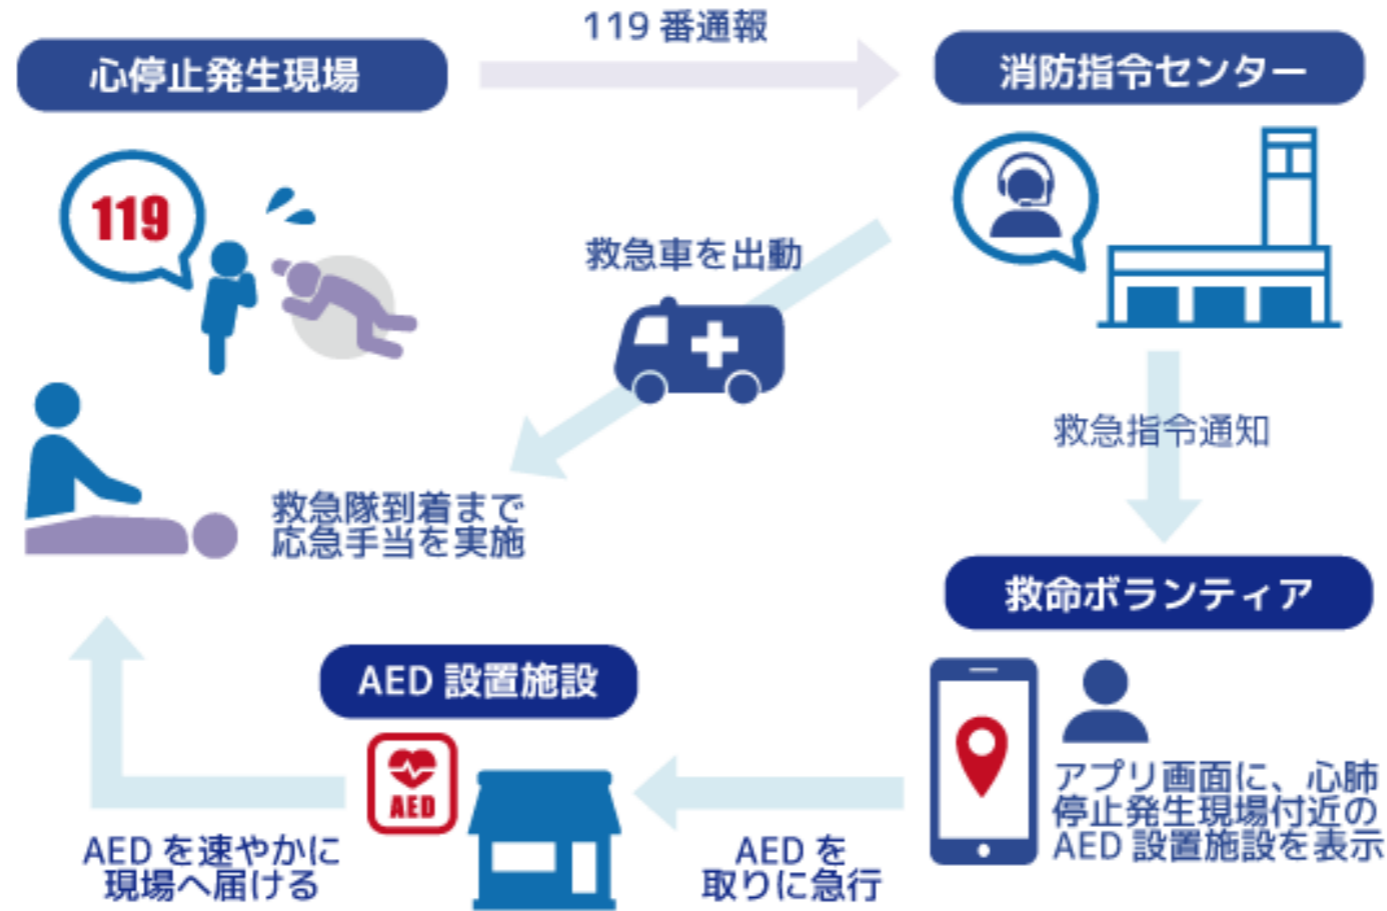 119 番通報
心停止発生現場
消防指令センター
119
救急車を出動
救急指令通知
救急隊到着まで
応急手当を実施
救命ボランティア
アプリ画面に、心肺
停止発生現場付近の
AED 設置施設を表示
AED 設置施設
AED
AED を
取りに急行
AED を速やかに
現場へ届ける